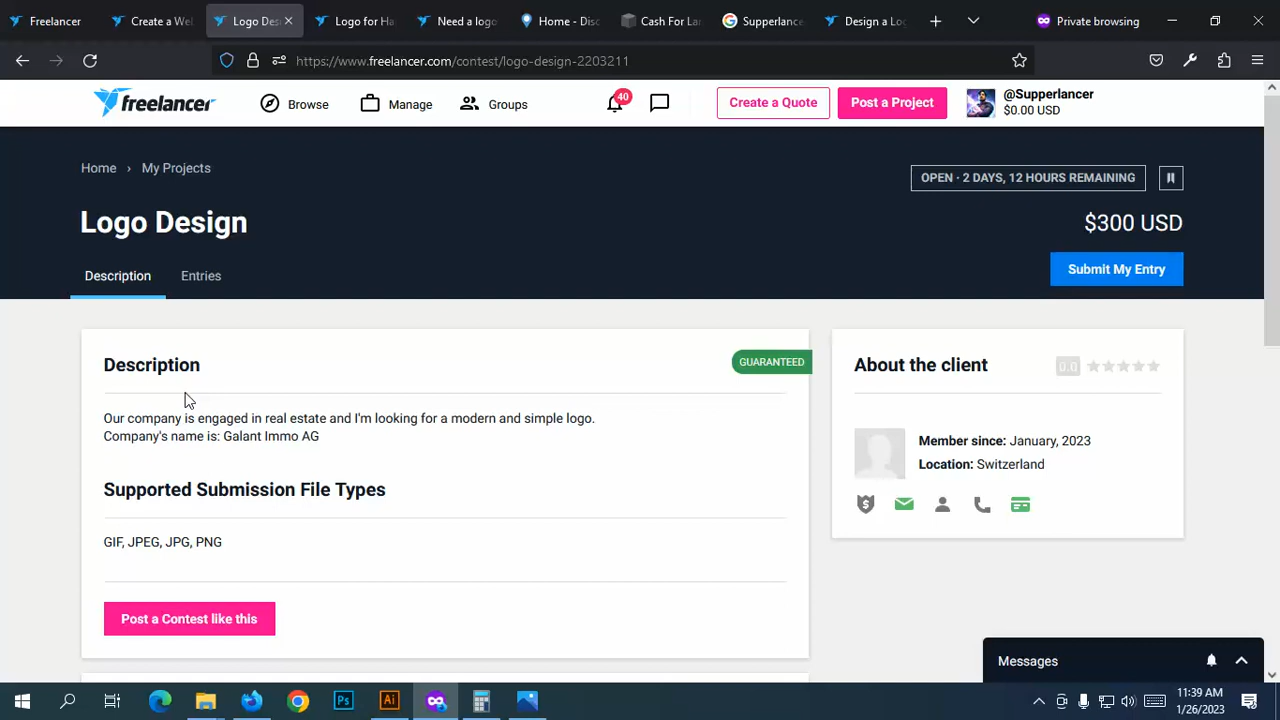 Freelancer
Create a Wel
Logo Des
Logo for Ha
Need a logo
Home - Disc
Cash For Lan
Supperlance
Design a Lo
Private browsing
https://www.freelancer.com/contest/logo-design-2203211
freelancer
Browse
Manage
Groups
40
Create a Quote
Post a Project
@Supperlancer
$0.00 USD
Home › My Projects
OPEN · 2 DAYS, 12 HOURS REMAINING
Logo Design
$300 USD
Description
Entries
Submit My Entry
Description
GUARANTEED
Our company is engaged in real estate and I'm looking for a modern and simple logo.
Company's name is: Galant Immo AG
Supported Submission File Types
GIF, JPEG, JPG, PNG
Post a Contest like this
About the client
0.0
Member since: January, 2023
Location: Switzerland
Messages
Ps
Ai
11:39 AM
1/26/2023